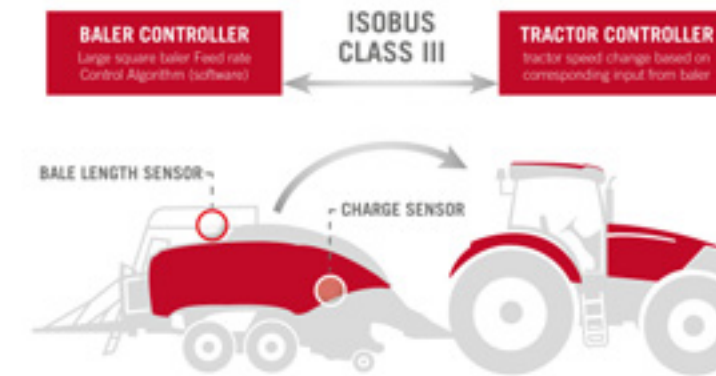 BALER CONTROLLER
Large square baler Feed rate
Control Algorithm (software)
ISOBUS
CLASS III
TRACTOR CONTROLLER
tractor speed change based on
corresponding input from baler
BALE LENGTH SENSOR
CHARGE SENSOR